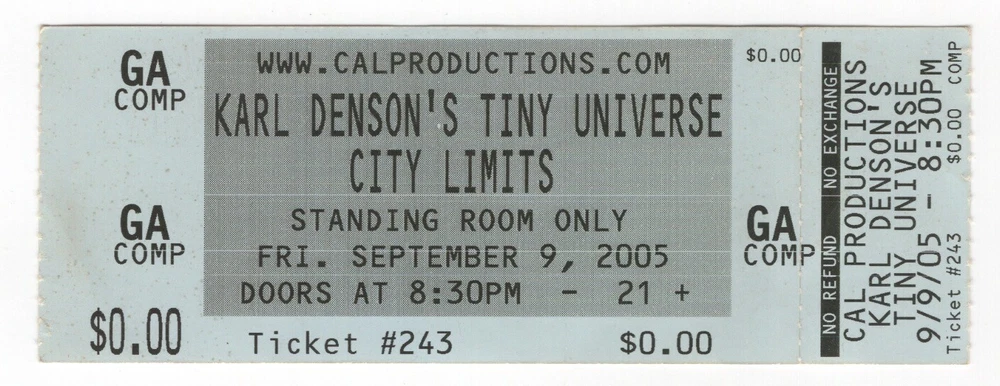 GA
COMP
GA
COMP
$0.00
WWW.CALPRODUCTIONS.COM
KARL DENSON'S TINY UNIVERSE
CITY LIMITS
STANDING ROOM ONLY
FRI. SEPTEMBER 9, 2005
DOORS AT 8:30PM - 21 +
Ticket #243 $0.00
$0.00
GA
COMP
NO REFUND NO EXCHANGE
CAL PRODUCTIONS
KARL DENSON'S
TINY UNIVERSE
9/9/05 - 8:30PM
Ticket #243 $0.00 COMP